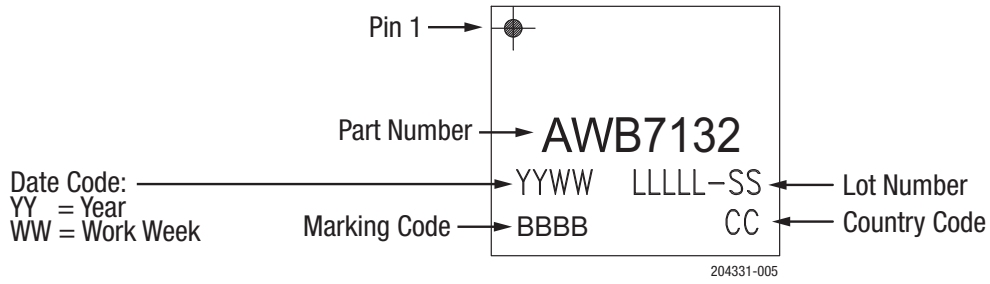 Pin 1
Part Number
AWB7132
Date Code:
YY = Year
WW = Work Week
YYWW LLLLL-SS
Lot Number
Marking Code
BBBB
CC
Country Code
204331-005